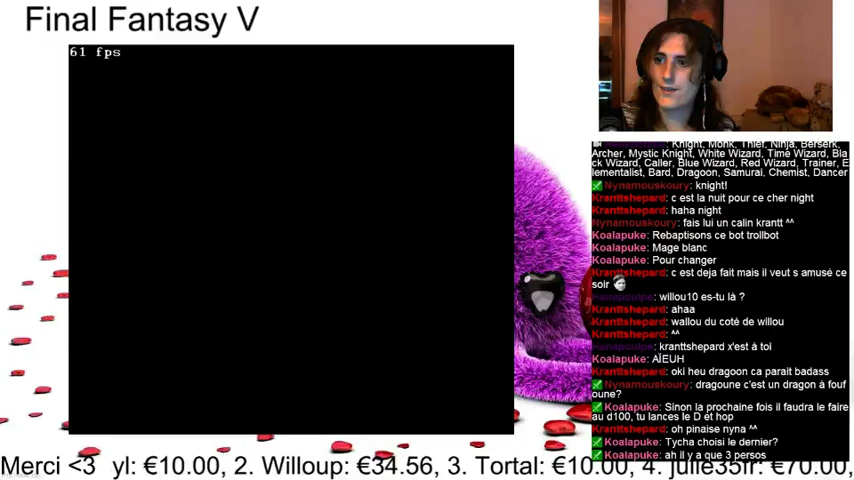 Final Fantasy V
61 fps
Knight, Monk, Thief, Ninja, Berserk,
Archer, Mystic Knight, White Wizard, Time Wizard, Bla
ck Wizard, Caller, Blue Wizard, Red Wizard, Trainer, E
lementalist, Bard, Dragoon, Samurai, Chemist, Dancer
Nynamouskoury: knight!
Kranttshepard: c est la nuit pour ce cher night
Kranttshepard: haha night
Nynamouskoury: fais lui un calin krantt ^^
Koalapuke: Rebaptisons ce bot trollbot
Koalapuke: Mage blanc
Koalapuke: Pour changer
Kranttshepard: c est deja fait mais il veut s amusé ce
soir
Hanapoulpe: willou10 es-tu là ?
Kranttshepard: ahaa
Kranttshepard: wallou du coté de willou
Kranttshepard: ^^
Hanapoulpe: kranttshepard x'est à toi
Koalapuke: AÏEUH
Kranttshepard: oki heu dragoon ca parait badass
Nynamouskoury: dragoune c'est un dragon à fouf
oune?
Koalapuke: Sinon la prochaine fois il faudra le faire
au d100, tu lances le D et hop
Kranttshepard: oh pinaise nyna ^^
Koalapuke: Tycha choisi le dernier?
Koalapuke: ah il y a que 3 persos
Merci <3 yl: €10.00, 2. Willoup: €34.56, 3. Tortal: €10.00, 4. julie35fr: €70.00,